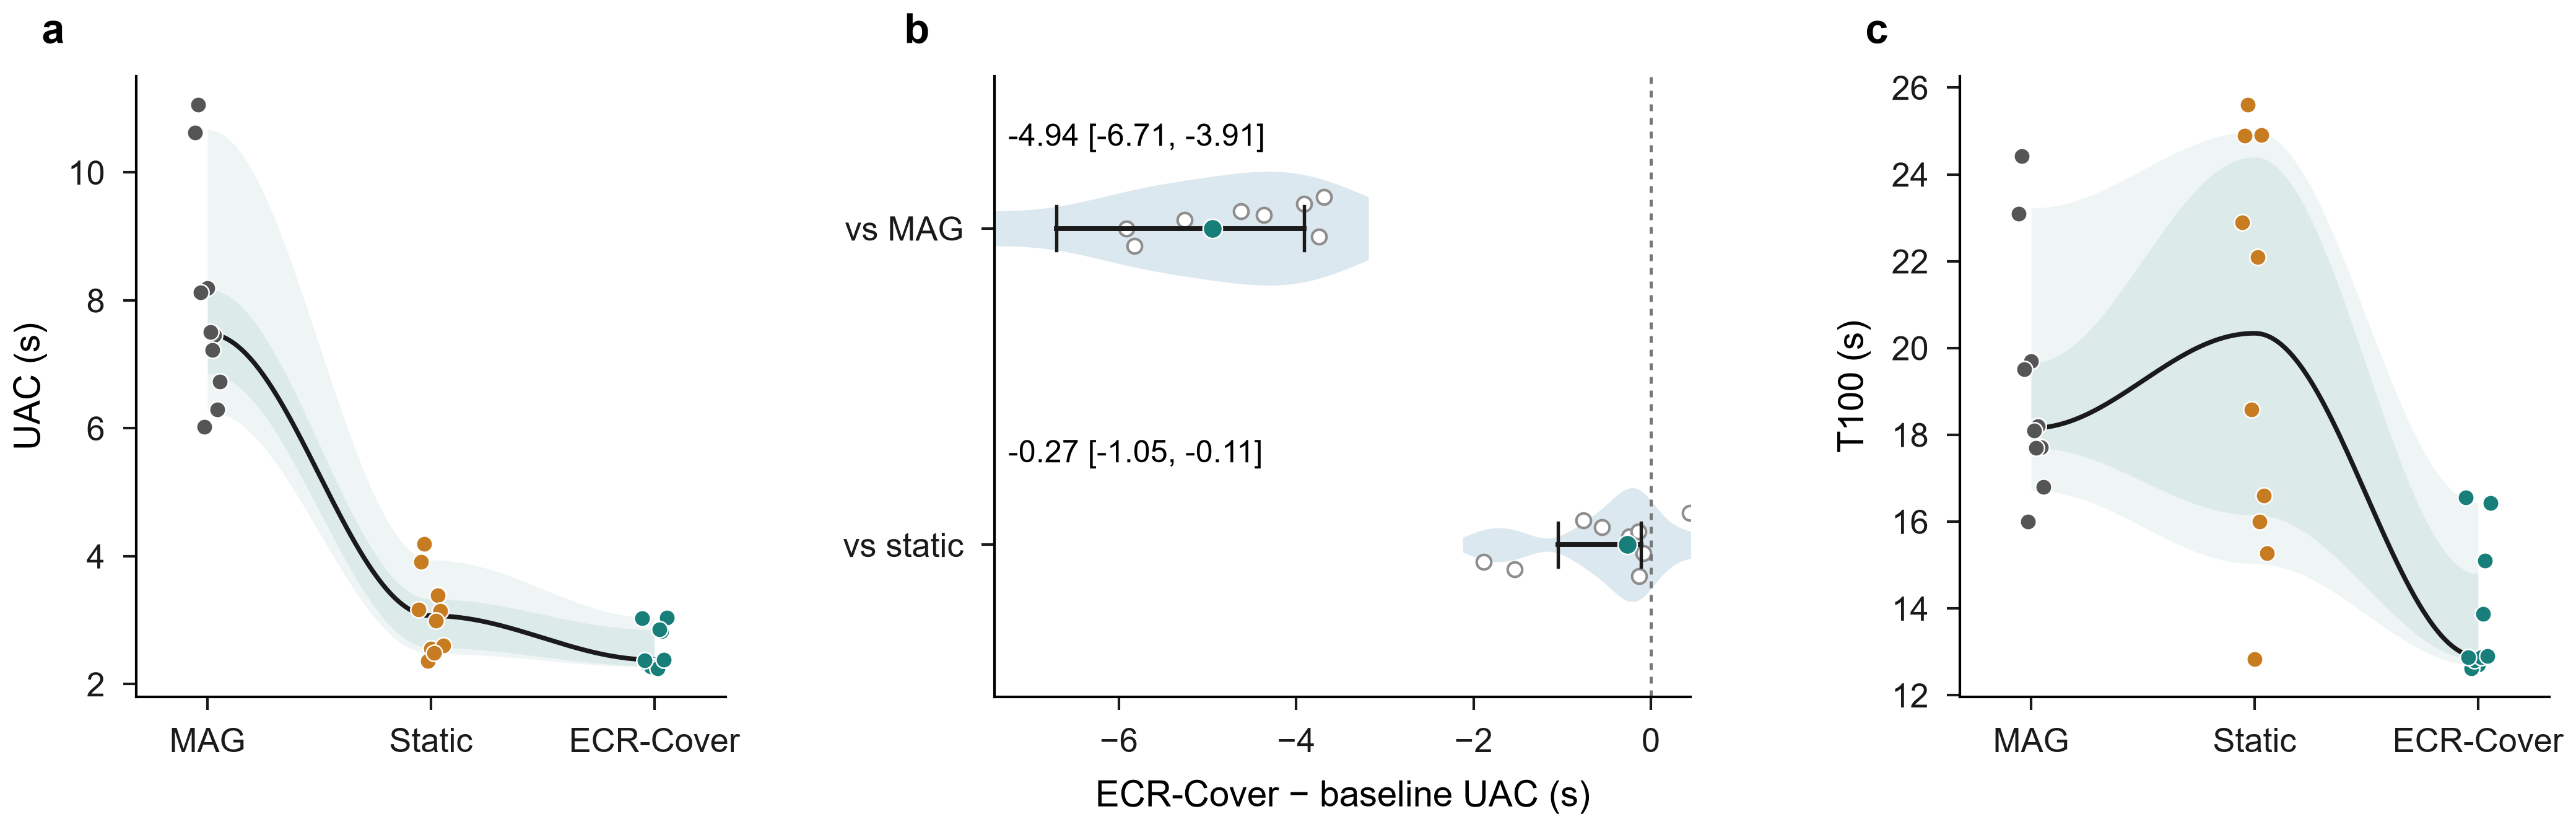 a
UAC (s)
10
8
6
4
2
MAG
Static
ECR-Cover
b
-4.94 [-6.71, -3.91]
vs MAG
-0.27 [-1.05, -0.11]
vs static
−6
−4
−2
0
ECR-Cover − baseline UAC (s)
c
T100 (s)
26
24
22
20
18
16
14
12
MAG
Static
ECR-Cover